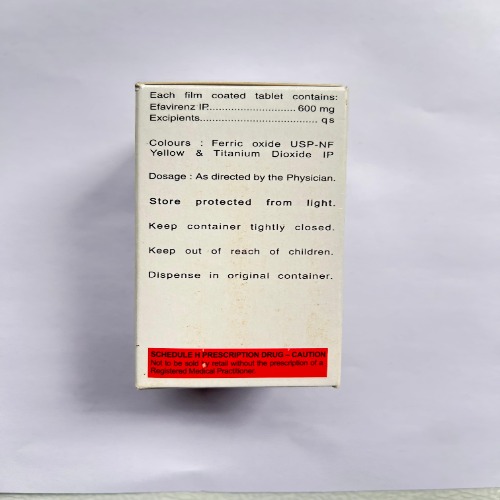 Each film coated tablet contains:
Efavirenz IP............................ 600 mg
Excipients...................................... qs
Colours : Ferric oxide USP-NF
Yellow & Titanium Dioxide IP
Dosage : As directed by the Physician.
Store protected from light.
Keep container tightly closed.
Keep out of reach of children.
Dispense in original container.
SCHEDULE H PRESCRIPTION DRUG - CAUTION
Not to be sold by retail without the prescription of a
Registered Medical Practitioner.